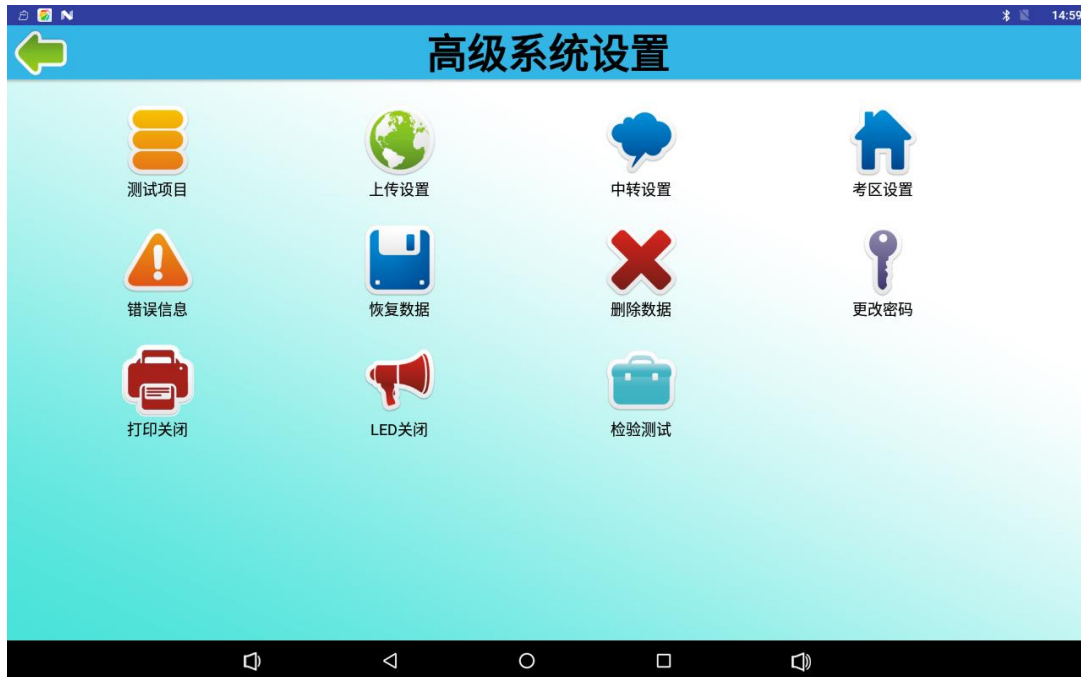 14:59
高级系统设置
测试项目 上传设置 中转设置 考区设置
错误信息 恢复数据 删除数据 更改密码
打印关闭 LED关闭 检验测试